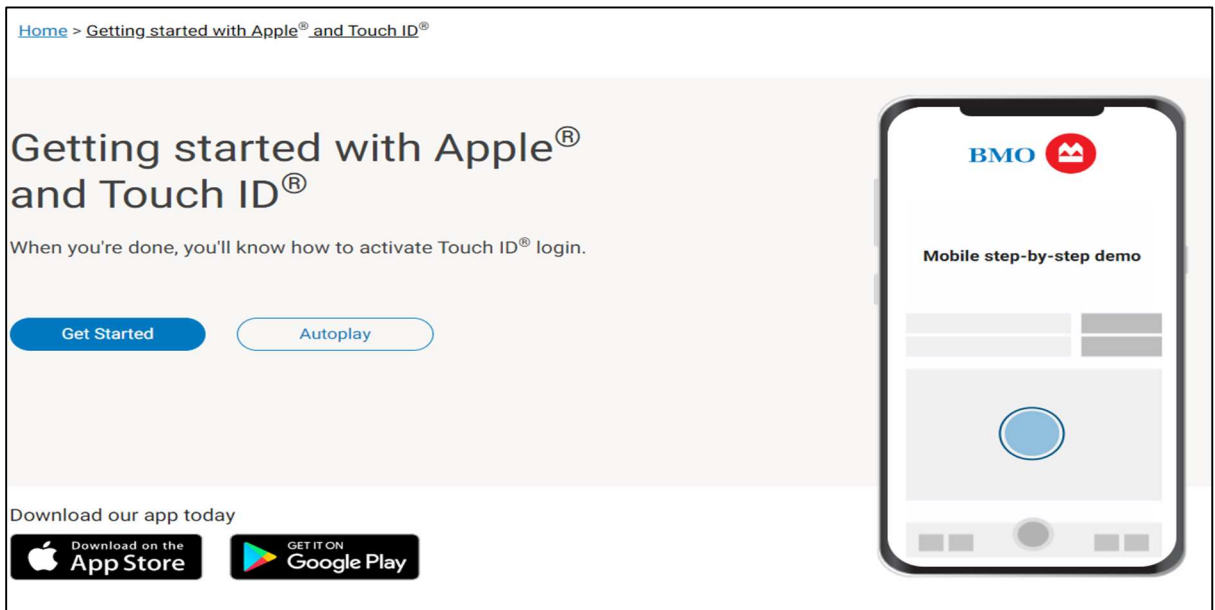 Home > Getting started with Apple® and Touch ID®
Getting started with Apple®
and Touch ID®
When you're done, you'll know how to activate Touch ID® login.
Get Started
Autoplay
BMO
Mobile step-by-step demo
Download our app today
Download on the
App Store
GET IT ON
Google Play